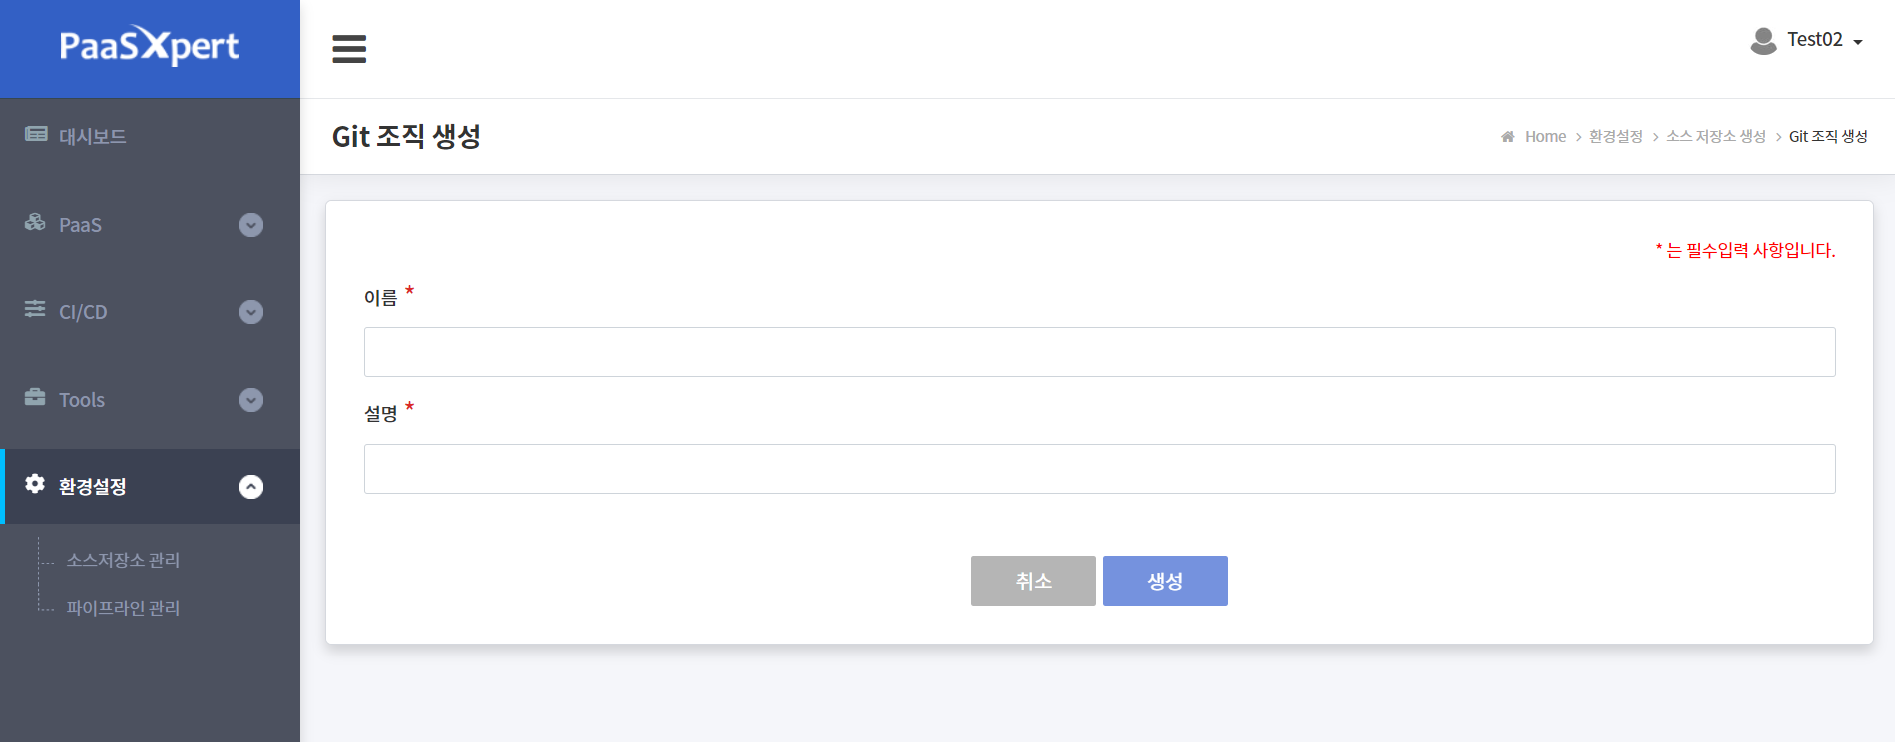 PaaSXpert
Test02
대시보드
PaaS
CI/CD
Tools
환경설정
소스저장소 관리
파이프라인 관리
Git 조직 생성
Home > 환경설정 > 소스 저장소 생성 > Git 조직 생성
* 는 필수입력 사항입니다.
이름 *
설명 *
취소 생성